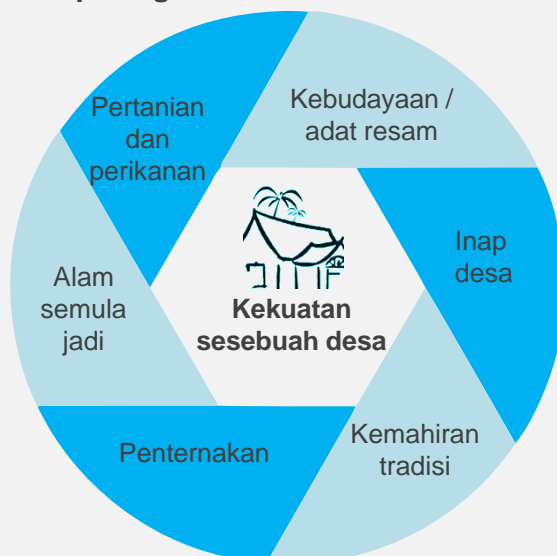 Kebudayaan /
adat resam
Inap
desa
Kemahiran
tradisi
Penternakan
Alam
semula
jadi
Pertanian
dan
perikanan
Kekuatan
sesebuah desa